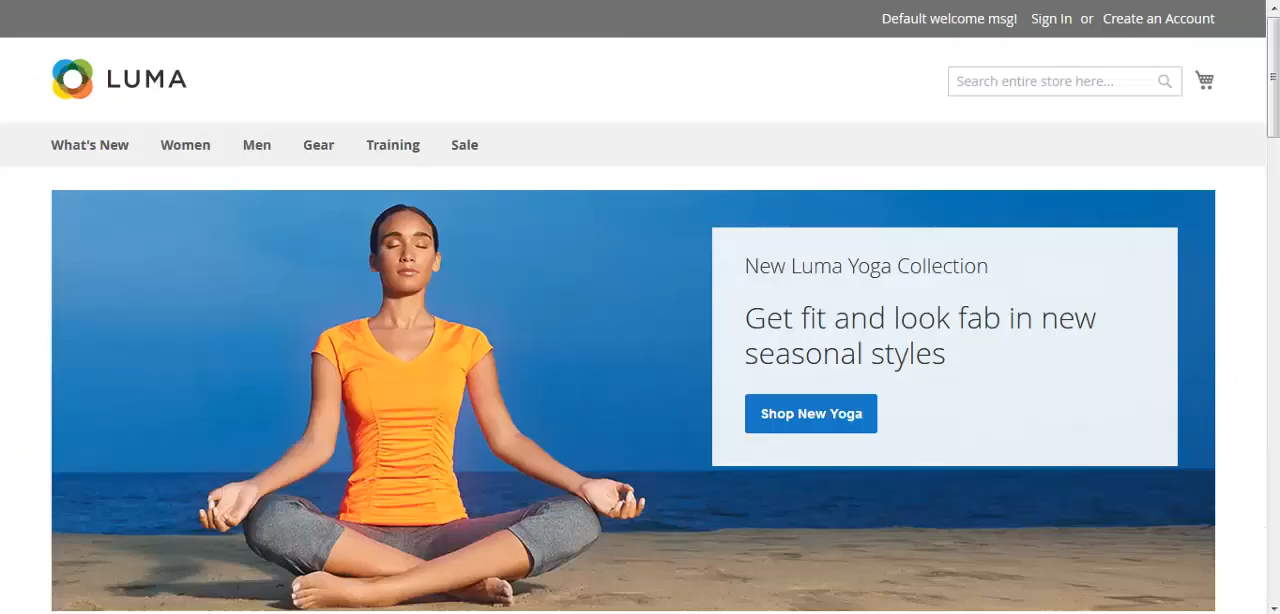 Default welcome msg! Sign In or Create an Account
LUMA
Search entire store here...
What's New Women Men Gear Training Sale
New Luma Yoga Collection
Get fit and look fab in new
seasonal styles
Shop New Yoga